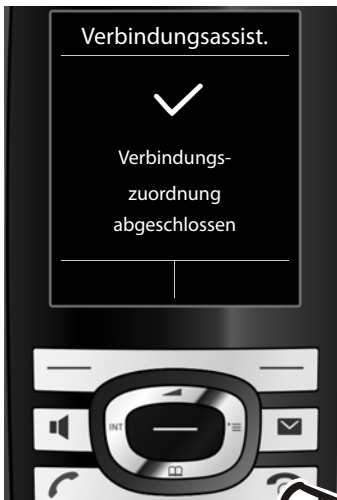 Verbindungsassist.
Verbindungs-
zuordnung
abgeschlossen
INT